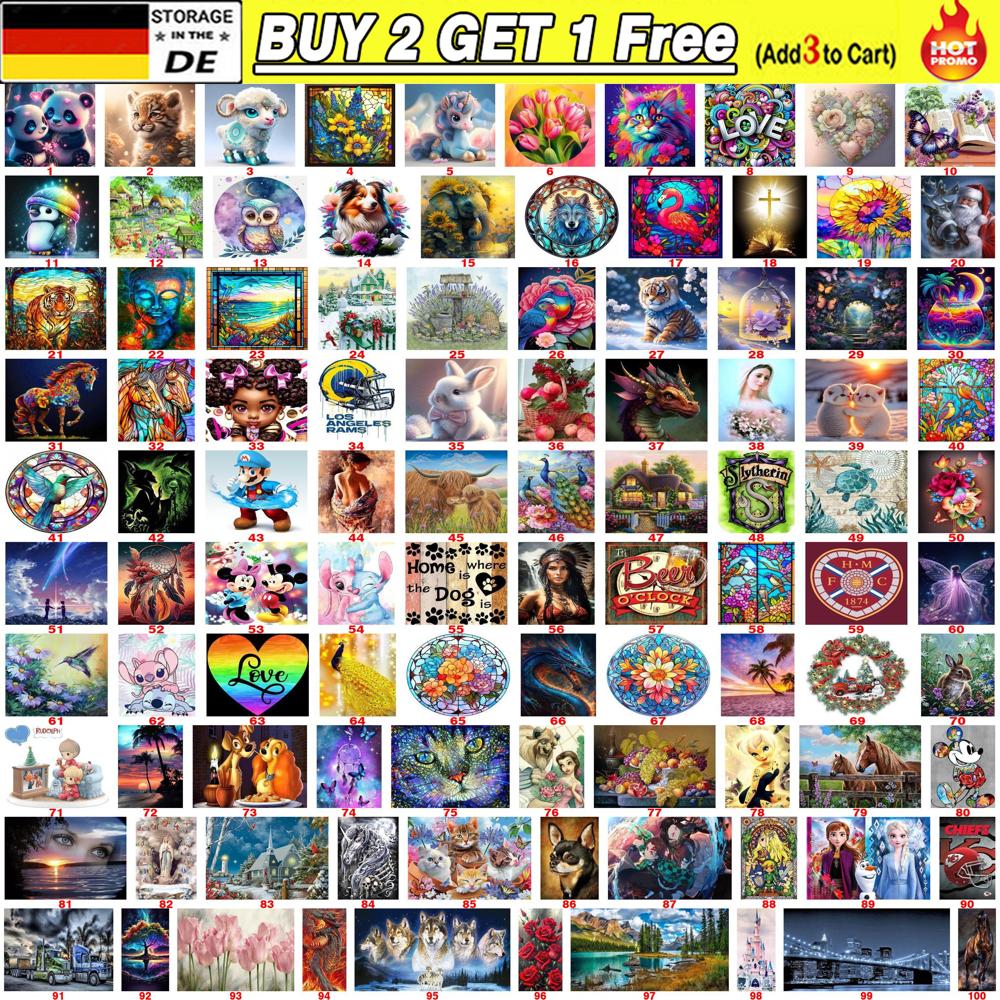 STORAGE
IN THE
DE
BUY 2 GET 1 Free
(Add 3 to Cart)
HOT
PROMO
LOVE
1 2 3 4 5 6 7 8 9 10
11 12 13 14 15 16 17 18 19 20
21 22 23 24 25 26 27 28 29 30
LOS
ANGELES
RAMS
31 32 33 34 35 36 37 38 39 40
Slytherin
41 42 43 44 45 46 47 48 49 50
Home where
is
the Dog is
Beer
O'CLOCK
H M
F C
1874
51 52 53 54 55 56 57 58 59 60
Love
61 62 63 64 65 66 67 68 69 70
RUDOLPH
71 72 73 74 75 76 77 78 79 80
CHIEFS
81 82 83 84 85 86 87 88 89 90
91 92 93 94 95 96 97 98 99 100